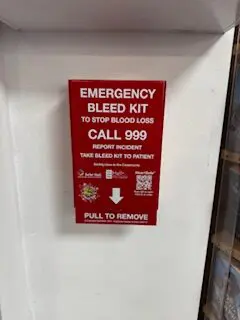 EMERGENCY
BLEED KIT
TO STOP BLOOD LOSS
CALL 999
REPORT INCIDENT
TAKE BLEED KIT TO PATIENT
PULL TO REMOVE